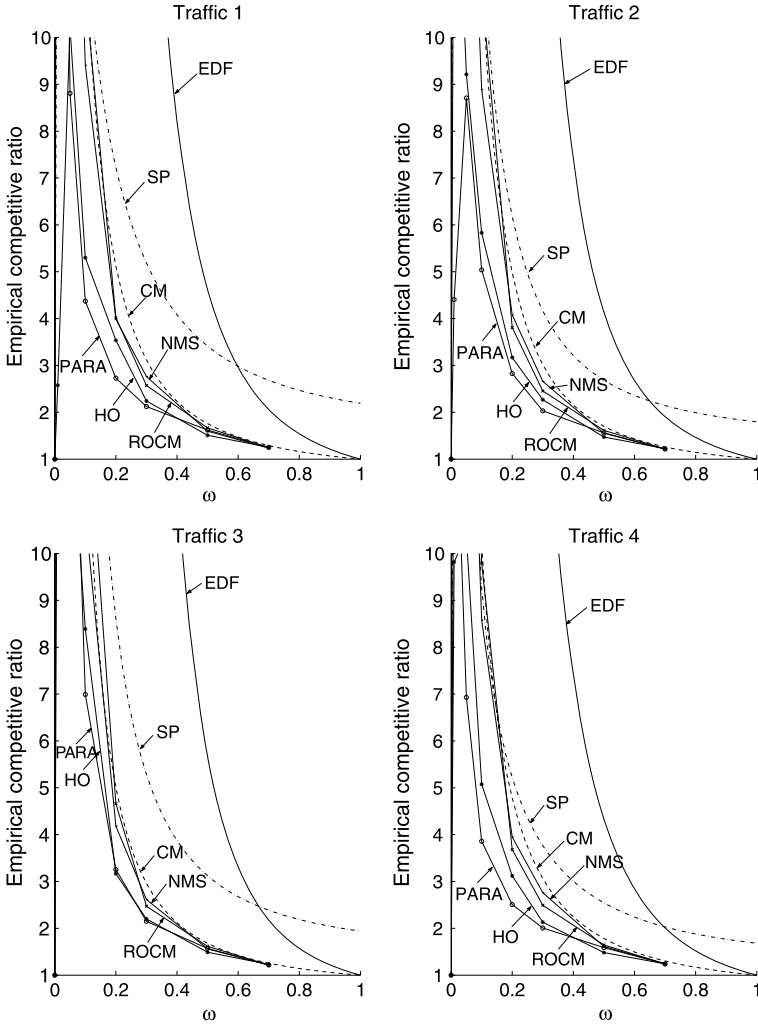 Traffic 1
Empirical competitive ratio
10
9
8
7
6
5
4
3
2
1
EDF
SP
CM
NMS
PARA
HO
ROCM
0
0.2
0.4
0.6
0.8
1
ω
Traffic 2
Empirical competitive ratio
10
9
8
7
6
5
4
3
2
1
EDF
SP
CM
PARA
NMS
HO
ROCM
0
0.2
0.4
0.6
0.8
1
ω
Traffic 3
Empirical competitive ratio
10
9
8
7
6
5
4
3
2
1
EDF
SP
PARA
HO
CM
NMS
ROCM
0
0.2
0.4
0.6
0.8
1
ω
Traffic 4
Empirical competitive ratio
10
9
8
7
6
5
4
3
2
1
EDF
SP
CM
NMS
PARA
HO
ROCM
0
0.2
0.4
0.6
0.8
1
ω